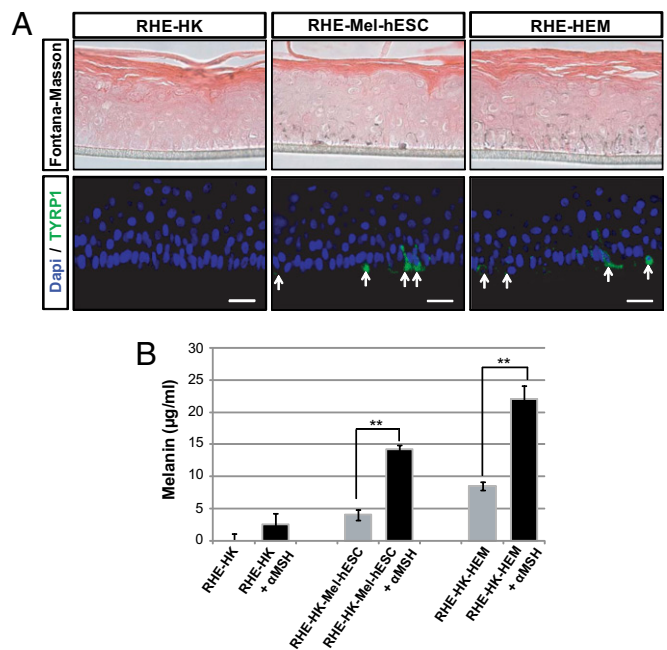 A
RHE-HK
RHE-Mel-hESC
RHE-HEM
Fontana-Masson
Dapi / TYRP1
B
Melanin (µg/ml)
30
25
20
15
10
5
0
**
**
RHE-HK
RHE-HK
+ αMSH
RHE-HK-Mel-hESC
RHE-HK-Mel-hESC
+ αMSH
RHE-HK-HEM
RHE-HK-HEM
+ αMSH